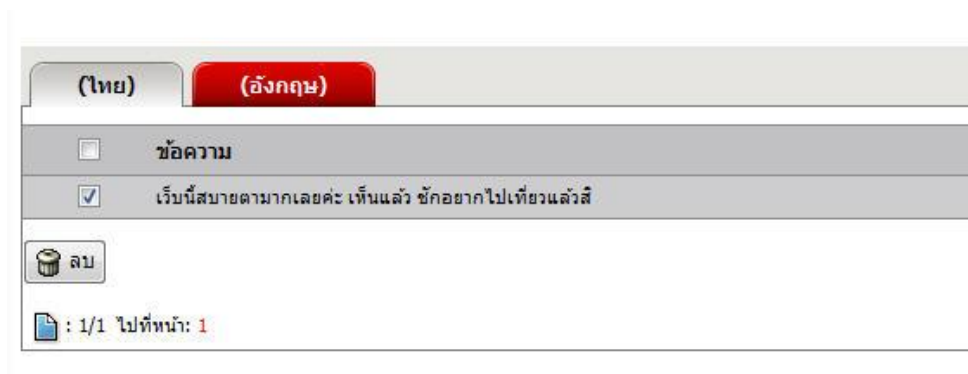 (ไทย) (อังกฤษ)
ข้อความ
เว็บนี้สบายตามากเลยค่ะ เห็นแล้ว ชักอยากไปเที่ยวแล้วสิ
ลบ
: 1/1 ไปที่หน้า: 1